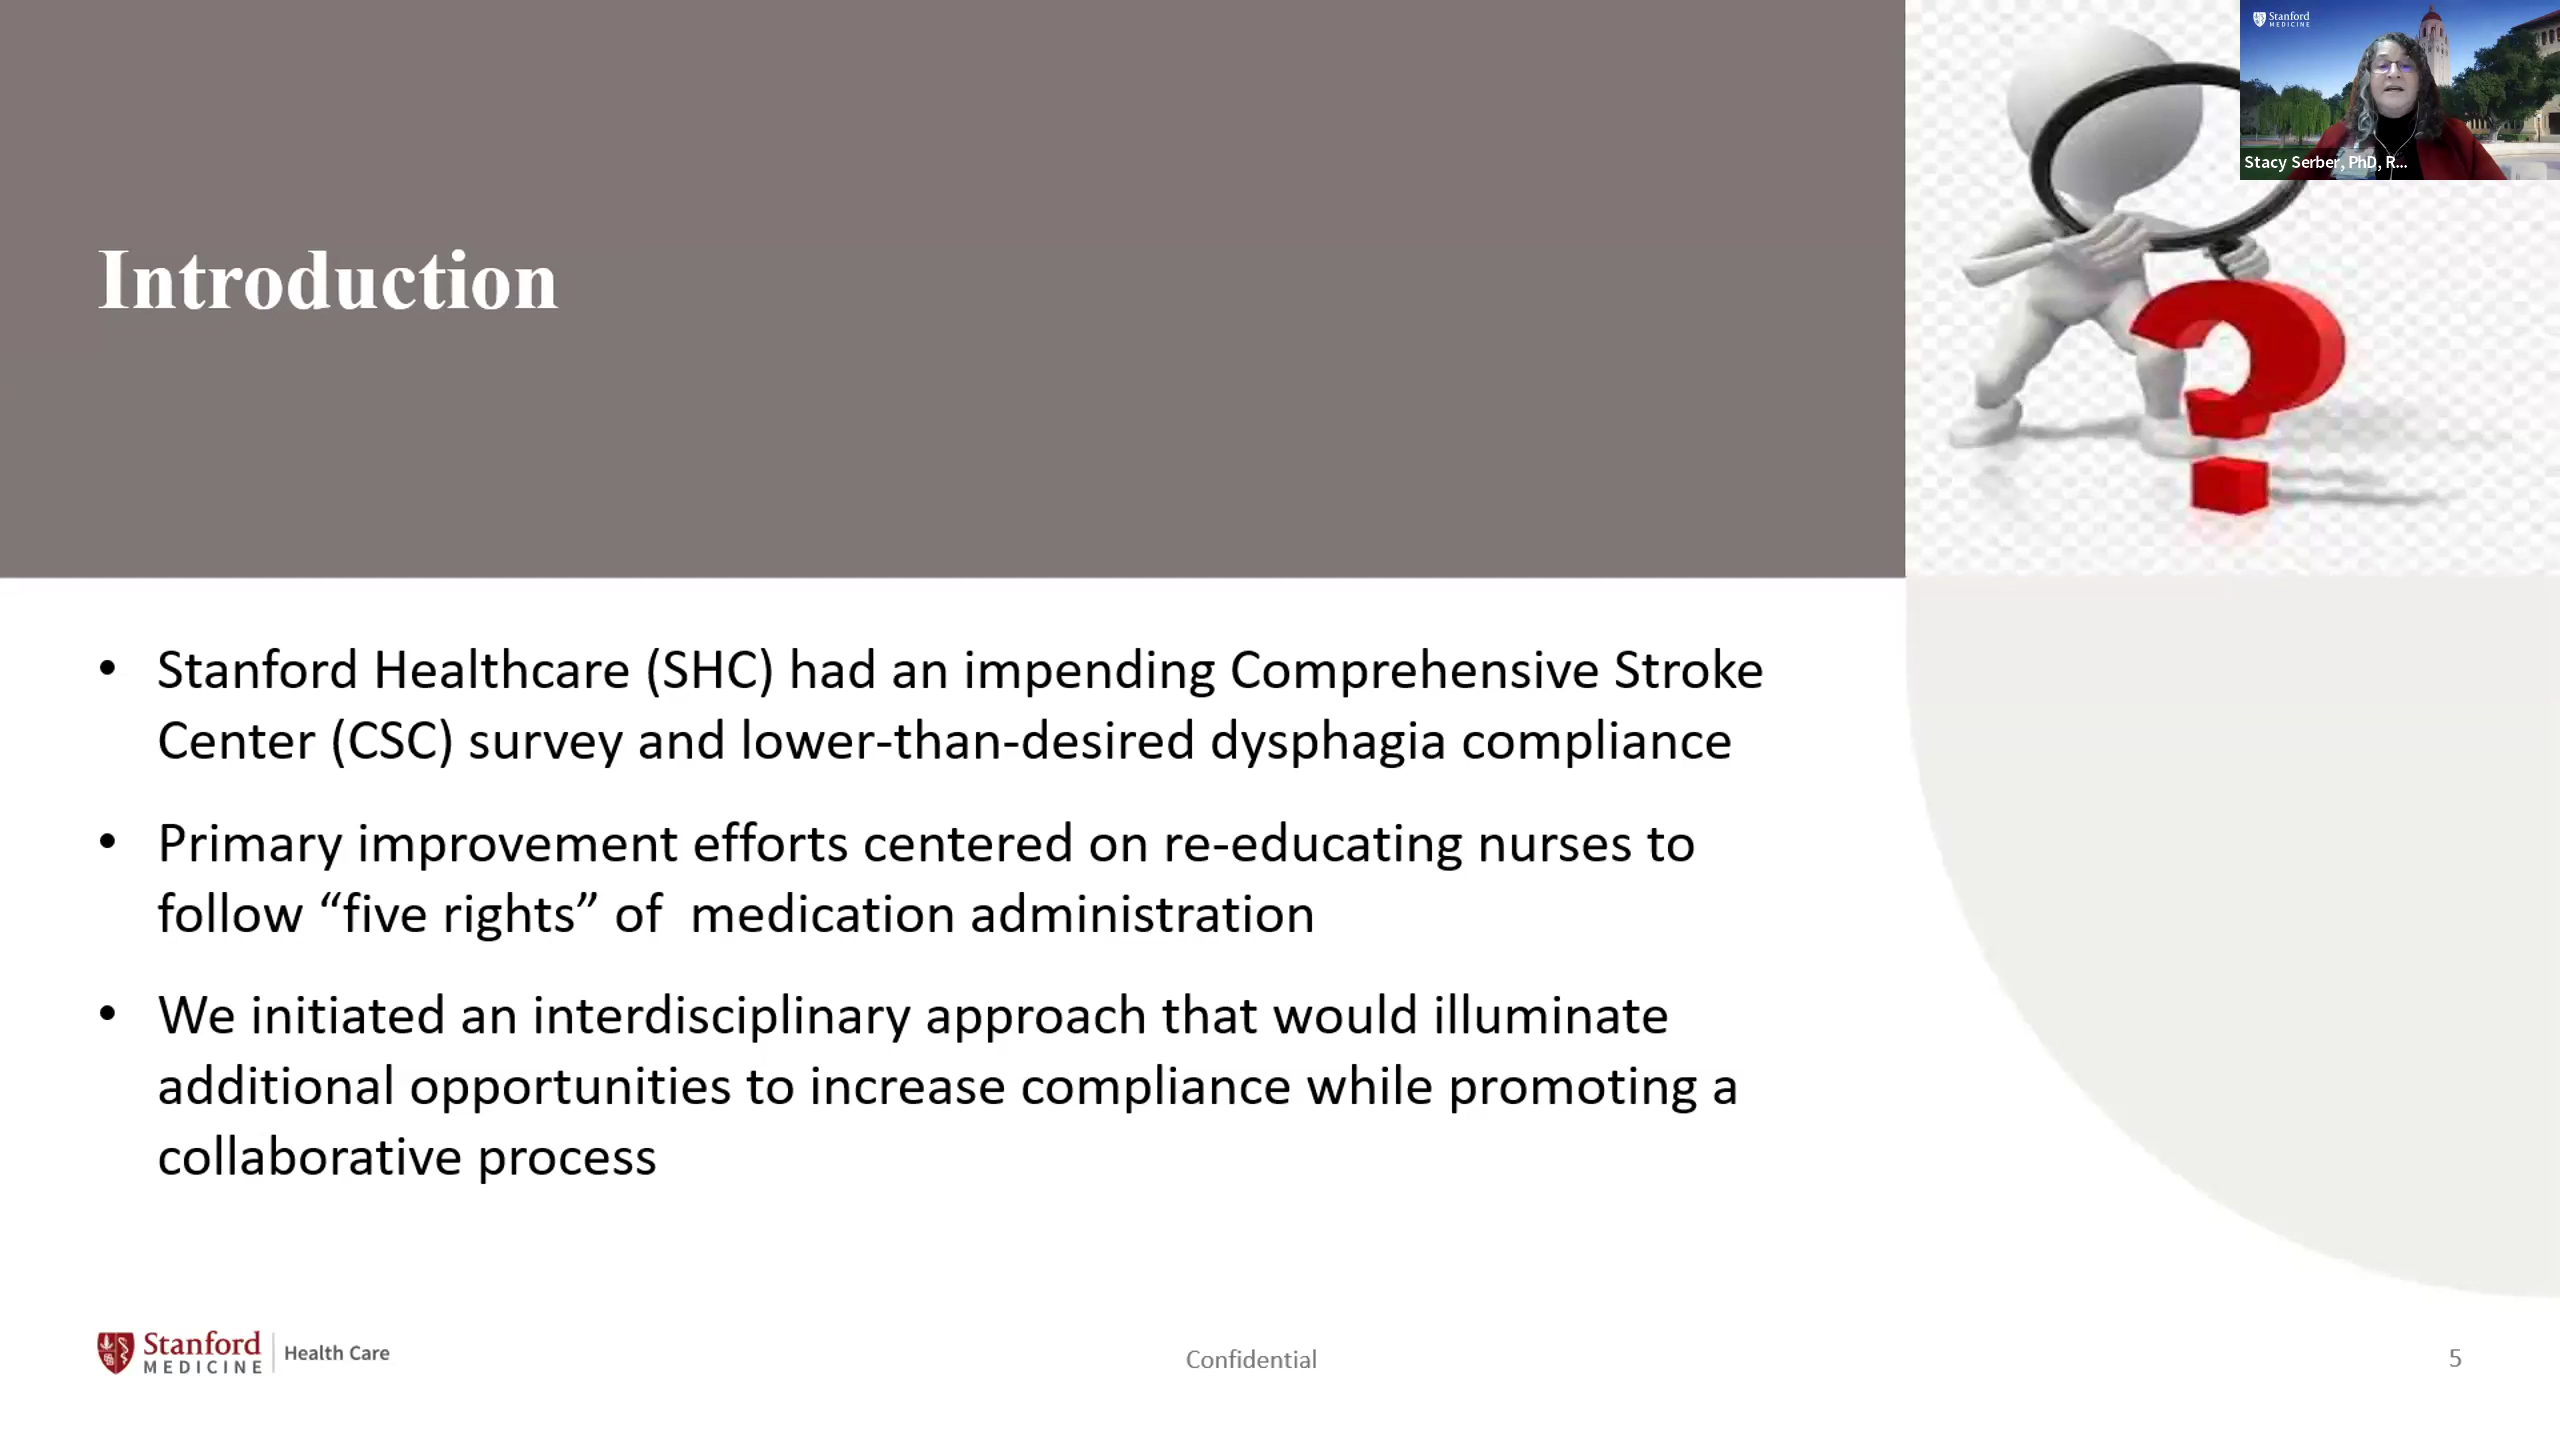 Stanford
MEDICINE
Stacy Serber, PhD, R...
Introduction
• Stanford Healthcare (SHC) had an impending Comprehensive Stroke
Center (CSC) survey and lower-than-desired dysphagia compliance
• Primary improvement efforts centered on re-educating nurses to
follow “five rights” of  medication administration
• We initiated an interdisciplinary approach that would illuminate
additional opportunities to increase compliance while promoting a
collaborative process
Stanford
MEDICINE
Health Care
Confidential
5